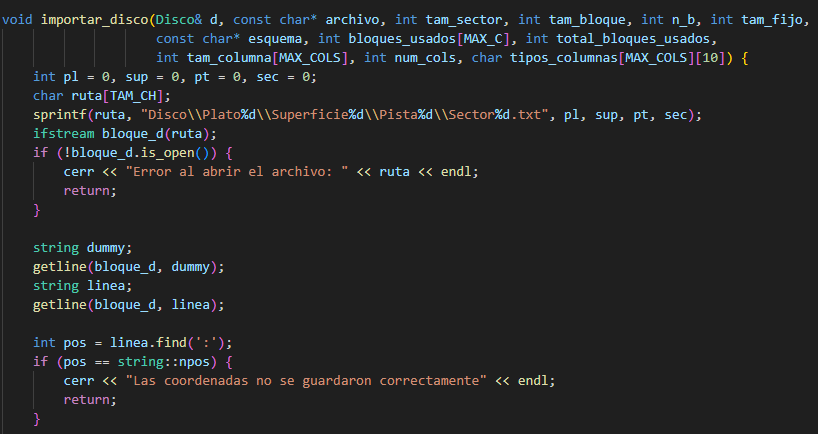 void importar_disco(Disco& d, const char* archivo, int tam_sector, int tam_bloque, int n_b, int tam_fijo,
const char* esquema, int bloques_usados[MAX_C], int total_bloques_usados,
int tam_columna[MAX_COLS], int num_cols, char tipos_columnas[MAX_COLS][10]) {
int pl = 0, sup = 0, pt = 0, sec = 0;
char ruta[TAM_CH];
sprintf(ruta, "Disco\\Plato%d\\Superficie%d\\Pista%d\\Sector%d.txt", pl, sup, pt, sec);
ifstream bloque_d(ruta);
if (!bloque_d.is_open()) {
cerr << "Error al abrir el archivo: " << ruta << endl;
return;
}
string dummy;
getline(bloque_d, dummy);
string linea;
getline(bloque_d, linea);
int pos = linea.find(':');
if (pos == string::npos) {
cerr << "Las coordenadas no se guardaron correctamente" << endl;
return;
}